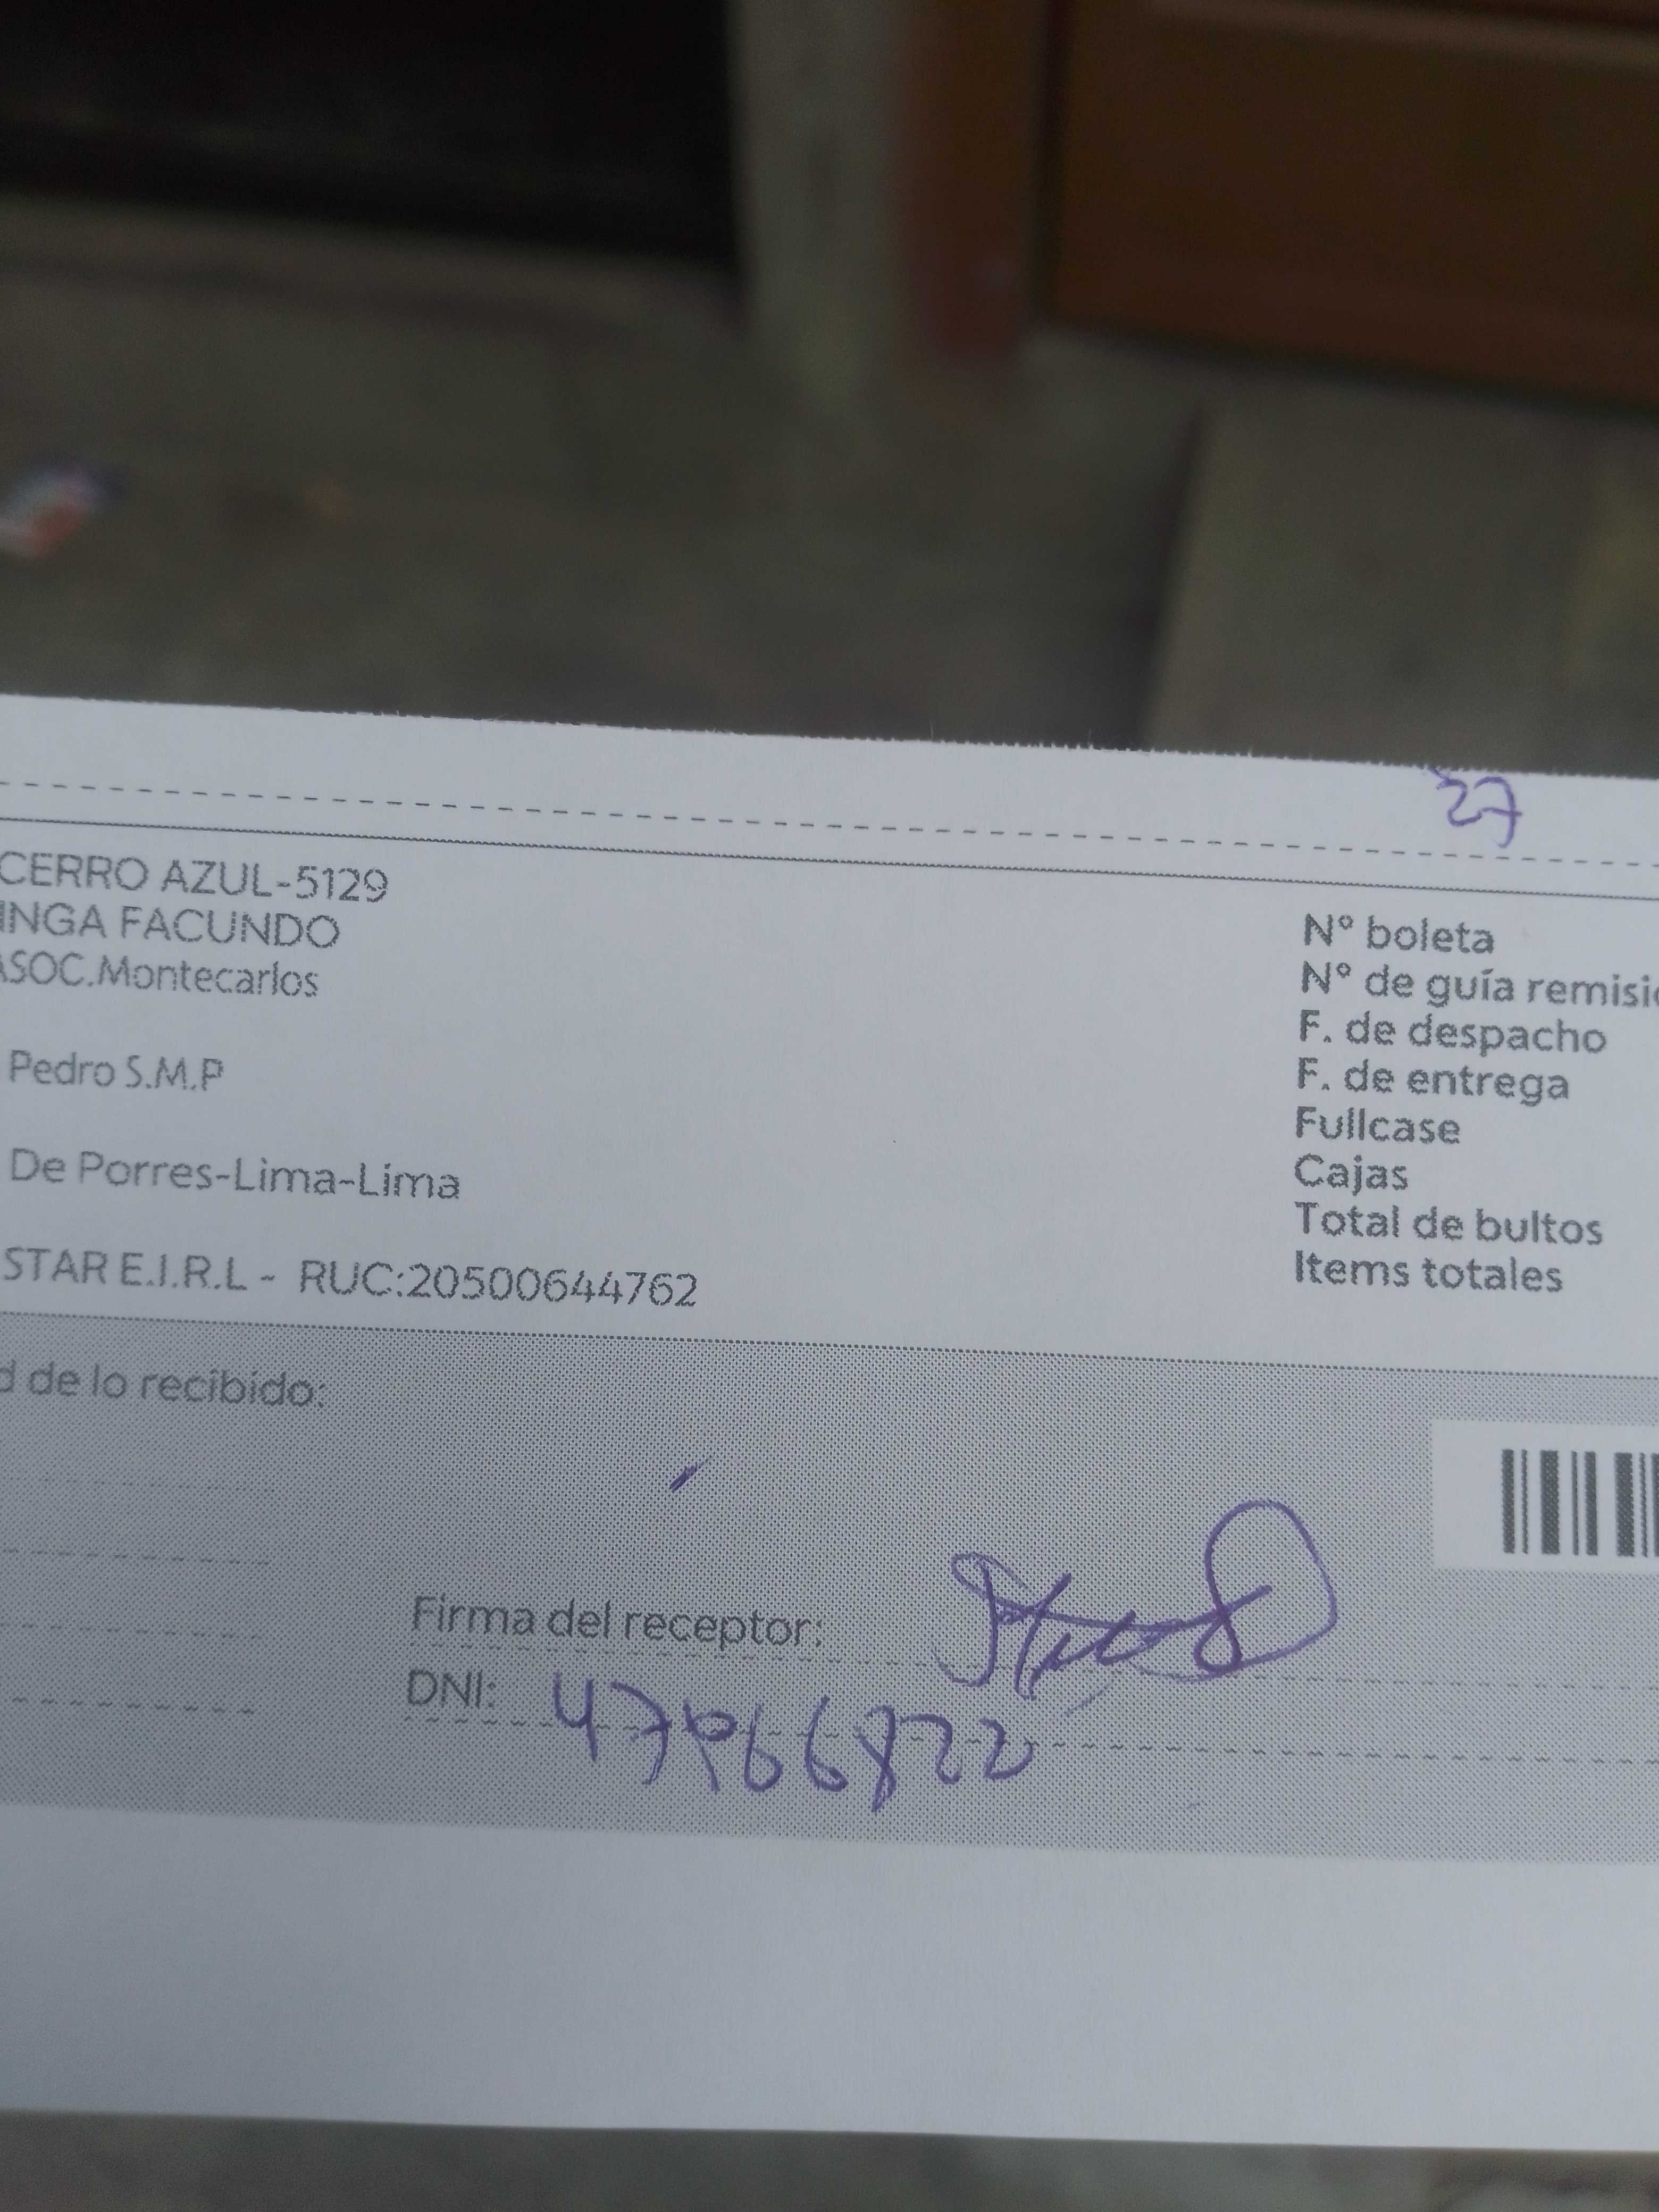 27
CERRO AZUL-5129
INGA FACUNDO
ASOC.Montecarlos
Pedro S.M.P
De Porres-Lima-Lima
STAR E.I.R.L - RUC:20500644762
N° boleta
N° de guía remisi
F. de despacho
F. de entrega
Fullcase
Cajas
Total de bultos
Items totales
d de lo recibido:
Firma del receptor:
DNI: